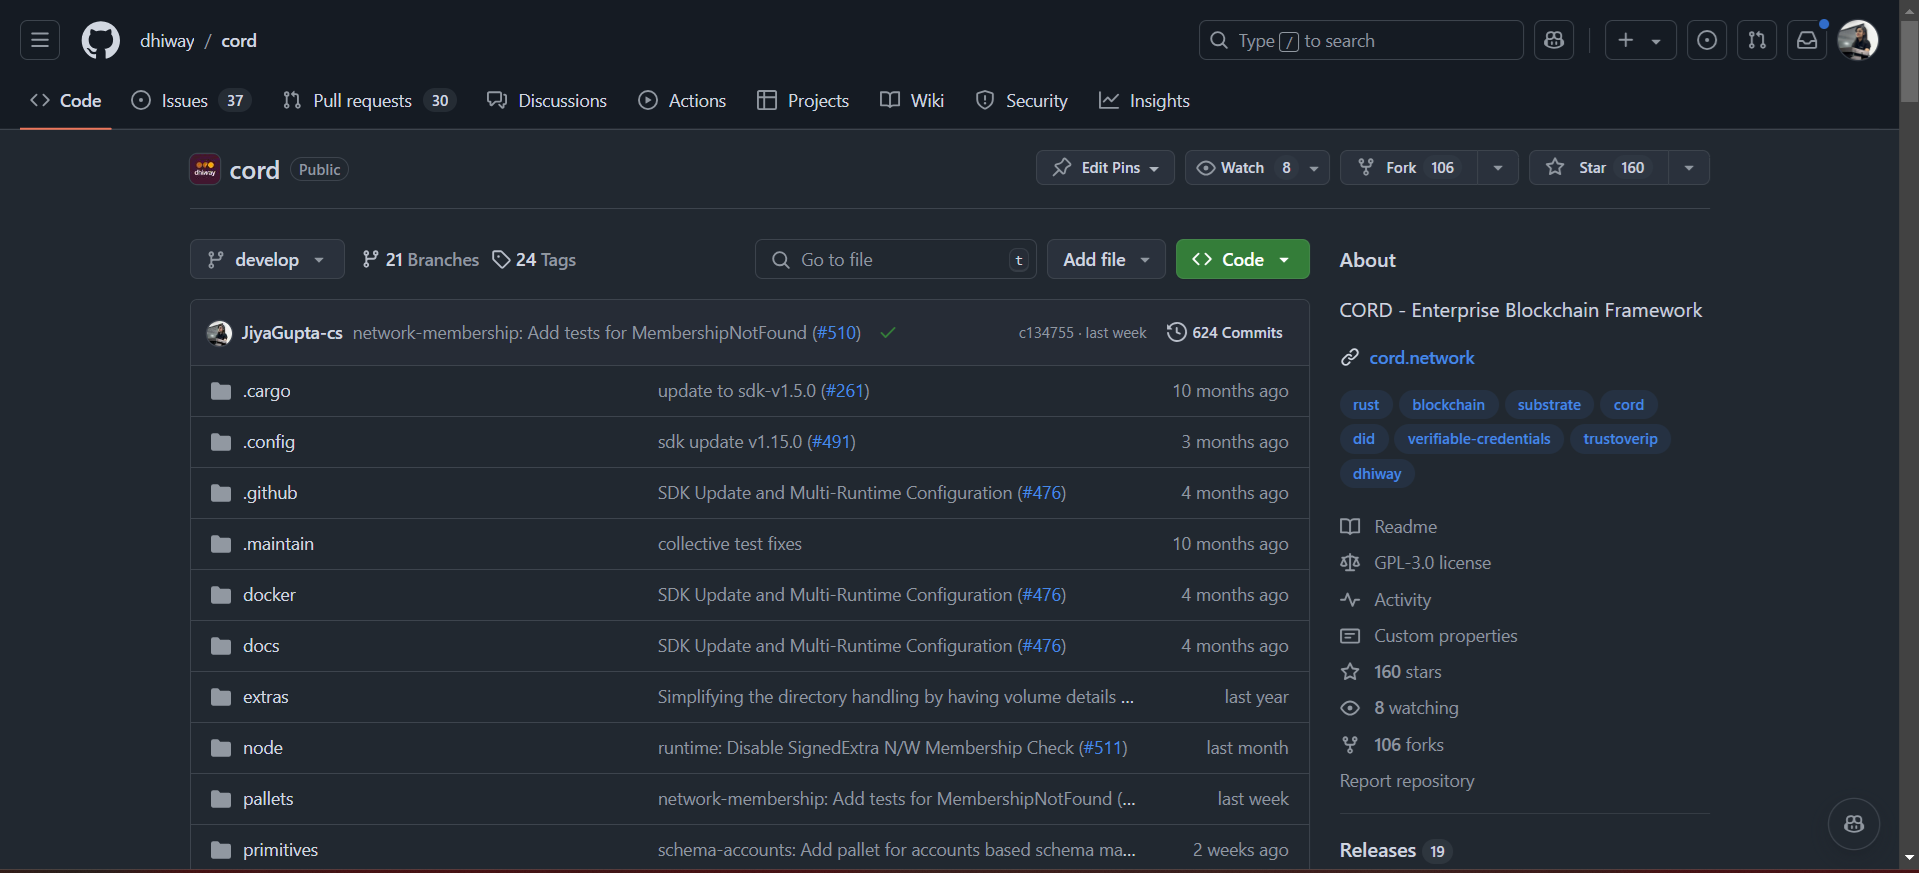 dhiway / cord
Type / to search
Code
Issues 37
Pull requests 30
Discussions
Actions
Projects
Wiki
Security
Insights
dhiway
cord Public
Edit Pins
Watch 8
Fork 106
Star 160
develop
21 Branches
24 Tags
Go to file t
Add file
Code
JiyaGupta-cs network-membership: Add tests for MembershipNotFound (#510)
c134755 · last week
624 Commits
.cargo update to sdk-v1.5.0 (#261) 10 months ago
.config sdk update v1.15.0 (#491) 3 months ago
.github SDK Update and Multi-Runtime Configuration (#476) 4 months ago
.maintain collective test fixes 10 months ago
docker SDK Update and Multi-Runtime Configuration (#476) 4 months ago
docs SDK Update and Multi-Runtime Configuration (#476) 4 months ago
extras Simplifying the directory handling by having volume details ... last year
node runtime: Disable SignedExtra N/W Membership Check (#511) last month
pallets network-membership: Add tests for MembershipNotFound (... last week
primitives schema-accounts: Add pallet for accounts based schema ma... 2 weeks ago
About
CORD - Enterprise Blockchain Framework
cord.network
rust blockchain substrate cord
did verifiable-credentials trustoverip
dhiway
Readme
GPL-3.0 license
Activity
Custom properties
160 stars
8 watching
106 forks
Report repository
Releases 19